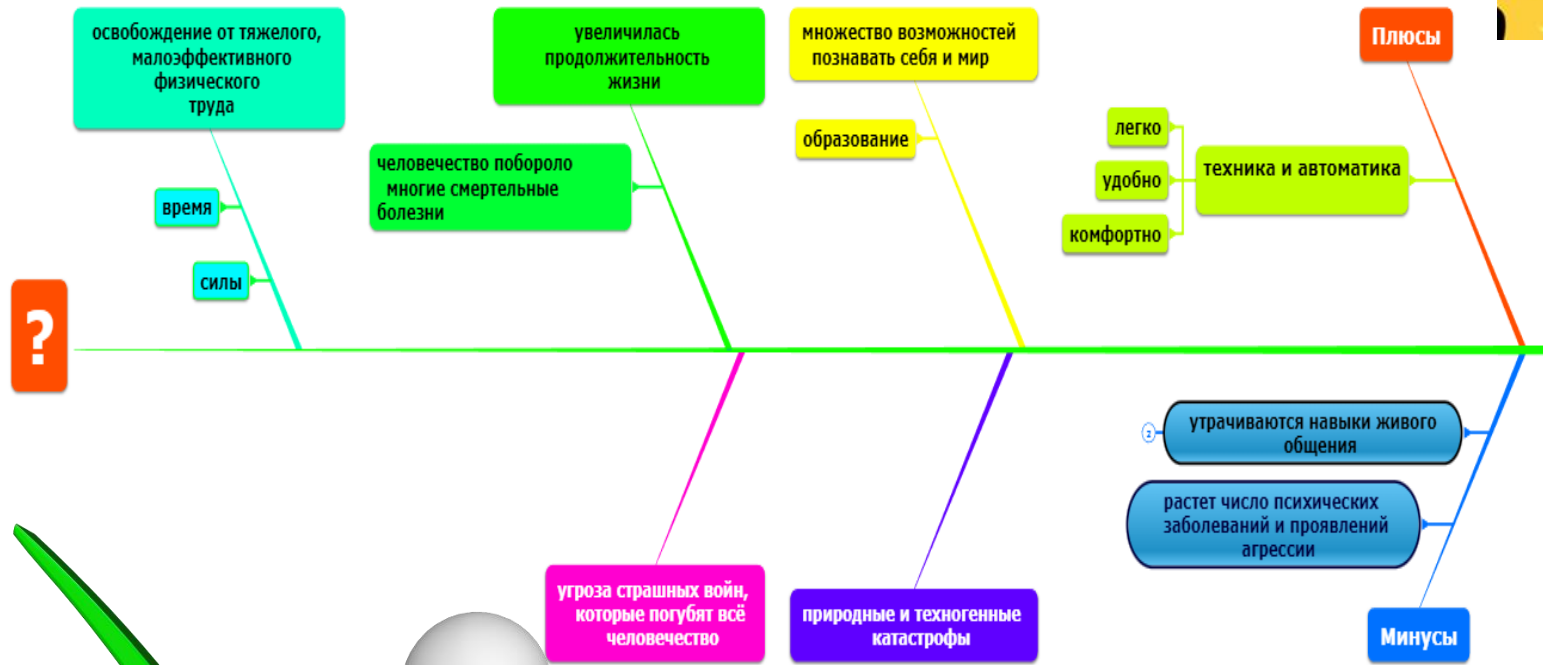 освобождение от тяжелого,
малоэффективного
физического
труда
время
силы
увеличилась
продолжительность
жизни
человечество побороло
многие смертельные
болезни
множество возможностей
познавать себя и мир
образование
Плюсы
легко
удобно
комфортно
техника и автоматика
?
утрачиваются навыки живого
общения
2
растет число психических
заболеваний и проявлений
агрессии
угроза страшных войн,
которые погубят всё
человечество
природные и техногенные
катастрофы
Минусы